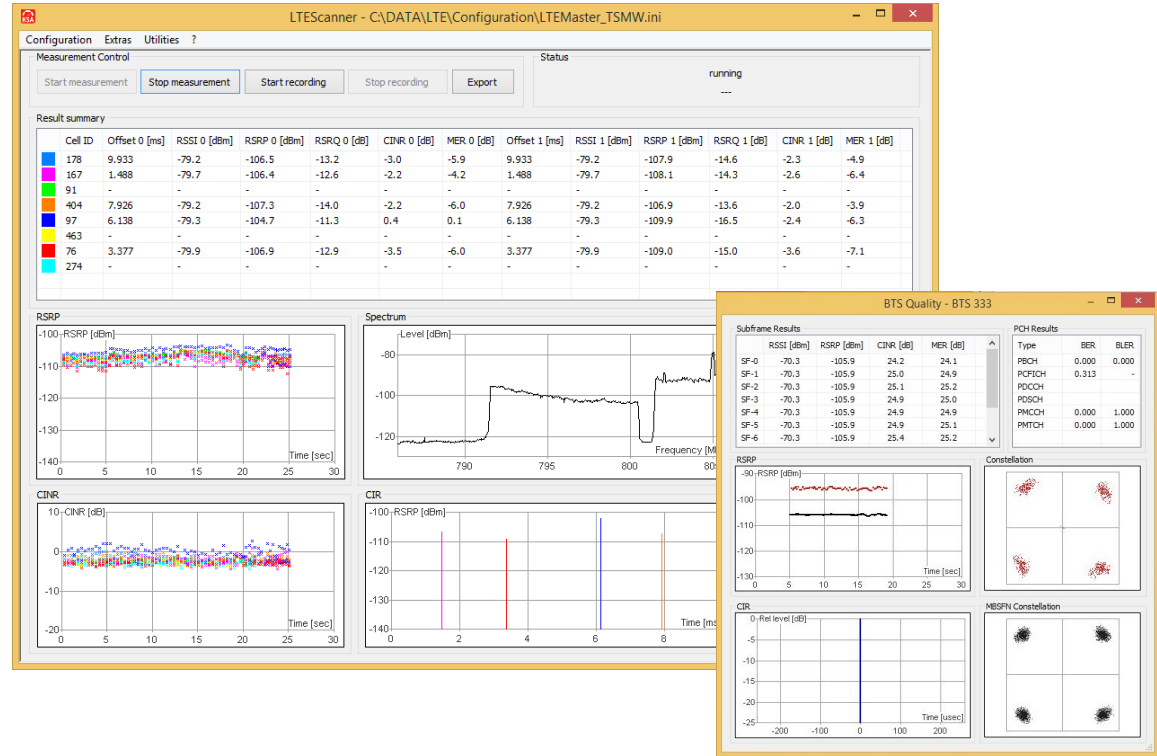 KSA LTEScanner - C:\DATA\LTE\Configuration\LTEMaster_TSMW.ini
Configuration Extras Utilities ?
Measurement Control
Start measurement Stop measurement Start recording Stop recording Export
Status
running
---
Result summary
Cell ID Offset 0 [ms] RSSI 0 [dBm] RSRP 0 [dBm] RSRQ 0 [dB] CINR 0 [dB] MER 0 [dB] Offset 1 [ms] RSSI 1 [dBm] RSRP 1 [dBm] RSRQ 1 [dB] CINR 1 [dB] MER 1 [dB]
178 9.933 -79.2 -106.5 -13.2 -3.0 -5.9 9.933 -79.2 -107.9 -14.6 -2.3 -4.9
167 1.488 -79.7 -106.4 -12.6 -2.2 -4.2 1.488 -79.7 -108.1 -14.3 -2.6 -6.4
91 - - - - - - - - - - - -
404 7.926 -79.2 -107.3 -14.0 -2.2 -6.0 7.926 -79.2 -106.9 -13.6 -2.0 -3.9
97 6.138 -79.3 -104.7 -11.3 0.4 0.1 6.138 -79.3 -109.9 -16.5 -2.4 -6.3
463 - - - - - - - - - - - -
76 3.377 -79.9 -106.9 -12.9 -3.5 -6.0 3.377 -79.9 -109.0 -15.0 -3.6 -7.1
274 - - - - - - - - - - - -
RSRP
-100 RSRP [dBm]
-110
-120
-130
-140
Time [sec]
0 5 10 15 20 25 30
Spectrum
Level [dBm]
-80
-100
-120
Frequency [M
790 795 800 80
CINR
10 CINR [dB]
0
-10
-20
Time [sec]
0 5 10 15 20 25 30
CIR
-100 RSRP [dBm]
-110
-120
-130
-140
Time [ms
0 2 4 6 8
BTS Quality - BTS 333
Subframe Results
RSSI [dBm] RSRP [dBm] CINR [dB] MER [dB]
SF-0 -70.3 -105.9 24.2 24.1
SF-1 -70.3 -105.9 25.0 24.9
SF-2 -70.3 -105.9 25.1 25.2
SF-3 -70.3 -105.9 24.9 25.0
SF-4 -70.3 -105.9 24.9 24.9
SF-5 -70.3 -105.9 24.9 25.1
SF-6 -70.3 -105.9 25.4 25.2
PCH Results
Type BER BLER
PBCH 0.000 0.000
PCFICH 0.313 -
PDCCH
PDSCH
PMCCH 0.000 1.000
PMTCH 0.000 1.000
RSRP
-90 RSRP [dBm]
-100
-110
-120
-130
Time [sec]
0 5 10 15 20 25 30
Constellation
CIR
0 Rel level [dB]
-5
-10
-15
-20
-25
Time [usec]
-200 -100 0 100 200
MBSFN Constellation